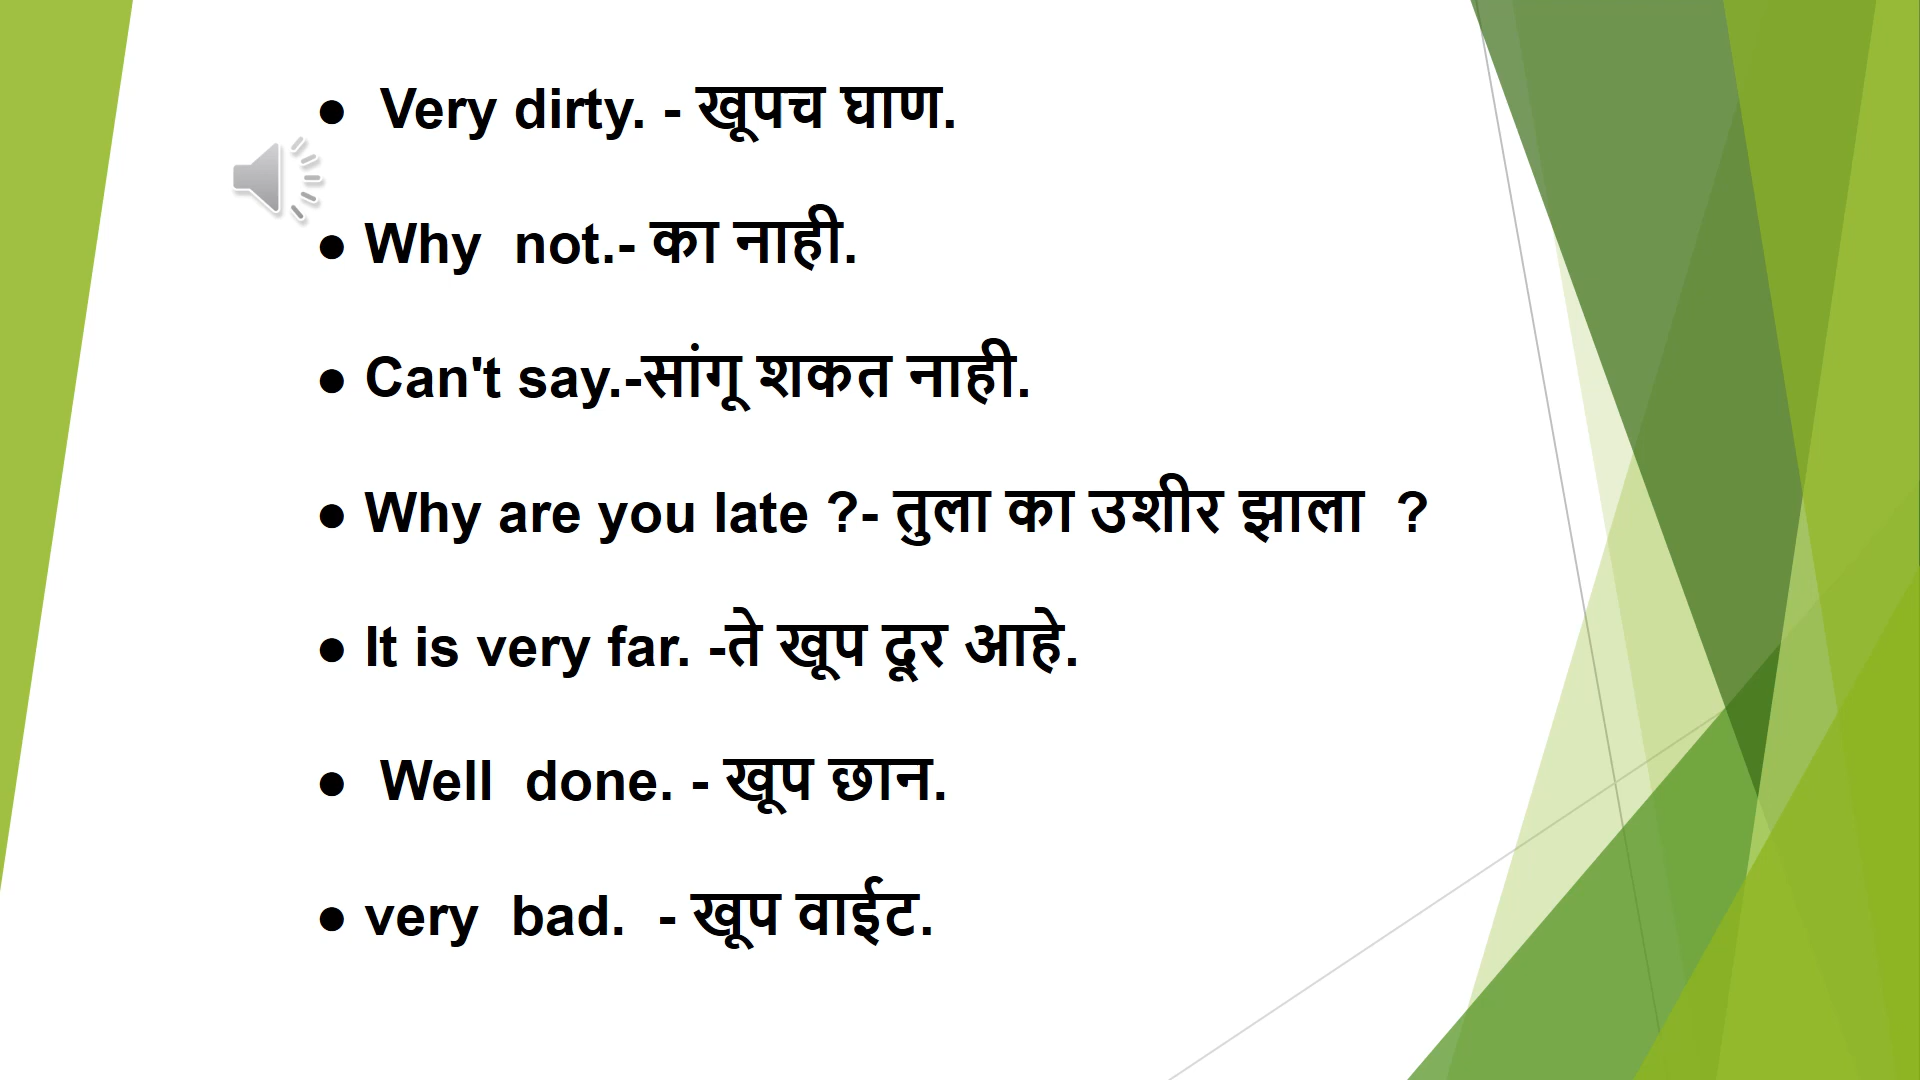 ● Very dirty. - खूपच घाण.
● Why not.- का नाही.
● Can't say.-सांगू शकत नाही.
● Why are you late ?- तुला का उशीर झाला ?
● It is very far. -ते खूप दूर आहे.
● Well done. - खूप छान.
● very bad. - खूप वाईट.